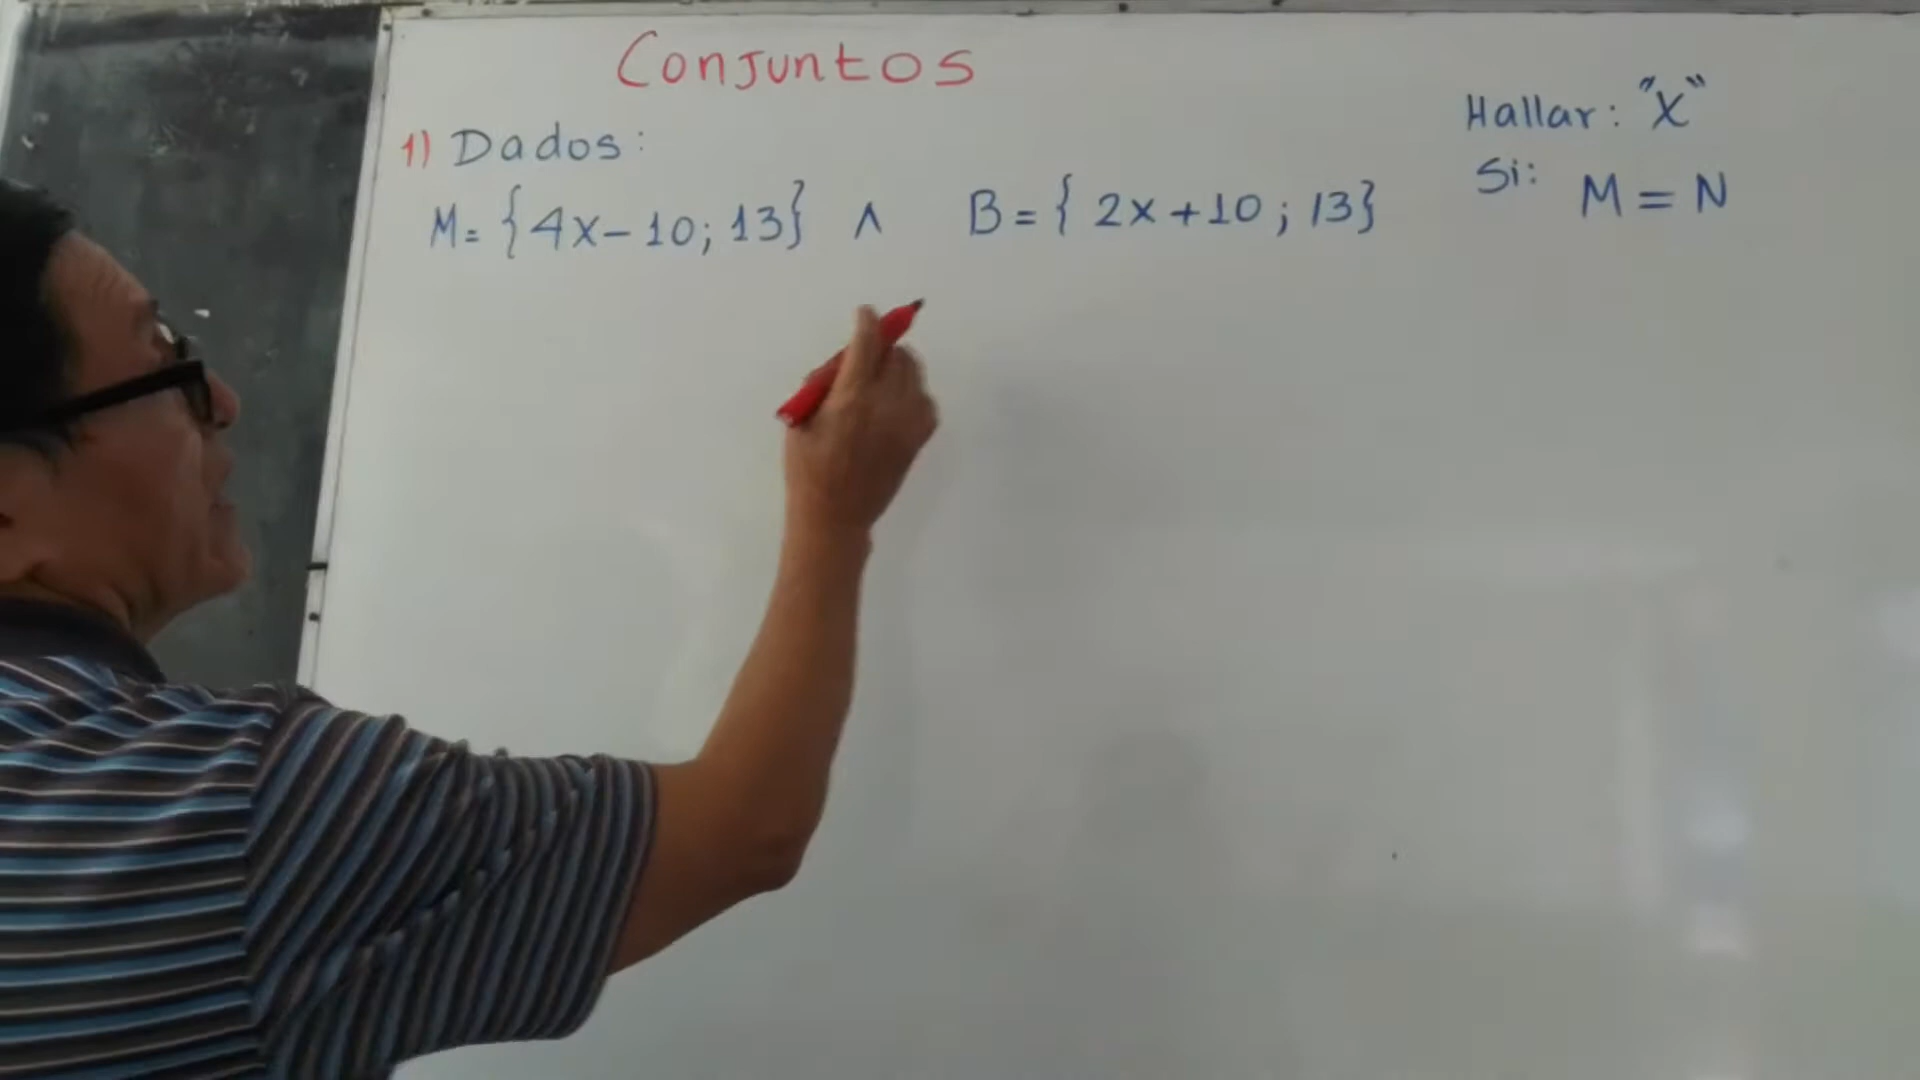 Conjuntos
1) Dados:
M= {4x-10; 13} ∧ B = { 2x+10 ; 13}
Hallar: "X"
Si: M = N